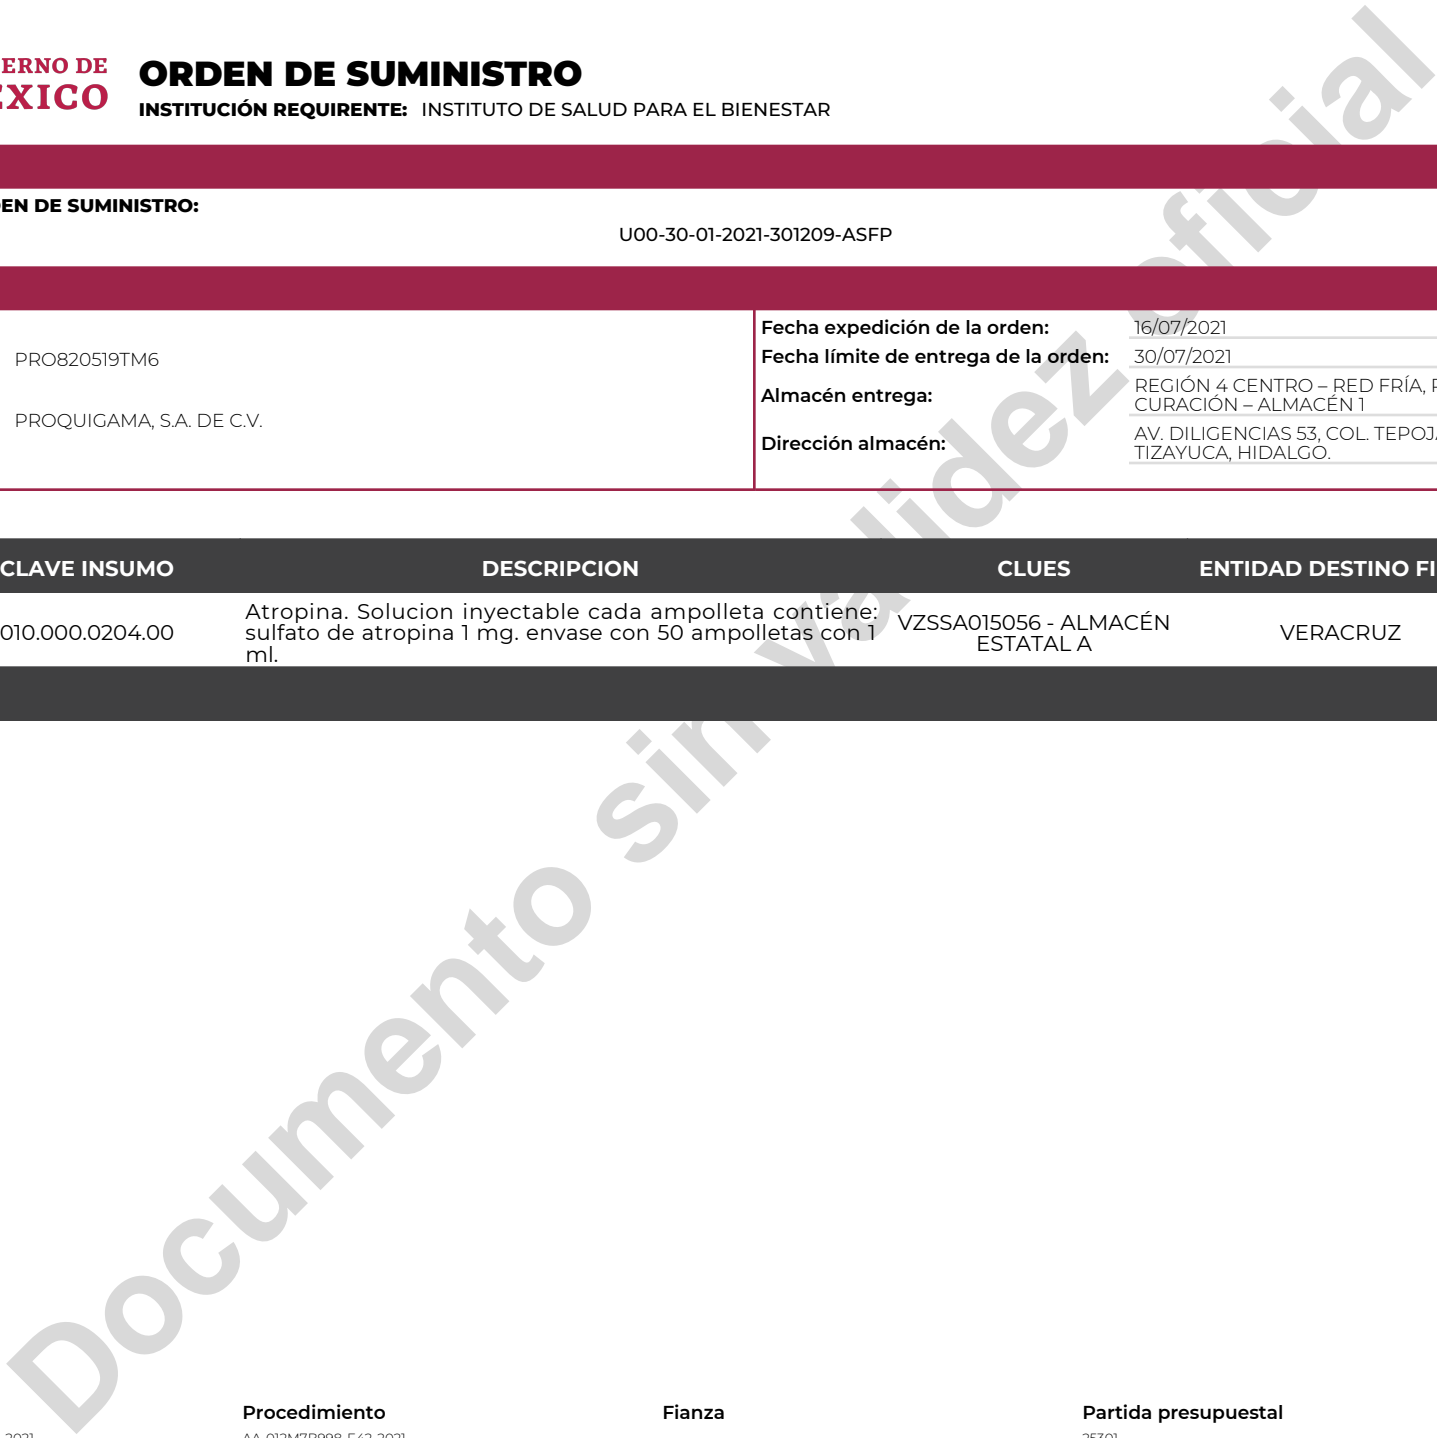 ERNO DE
EXICO
ORDEN DE SUMINISTRO
INSTITUCIÓN REQUIRENTE: INSTITUTO DE SALUD PARA EL BIENESTAR
EN DE SUMINISTRO:
U00-30-01-2021-301209-ASFP
PRO820519TM6
PROQUIGAMA, S.A. DE C.V.
Fecha expedición de la orden: 16/07/2021
Fecha límite de entrega de la orden: 30/07/2021
Almacén entrega: REGIÓN 4 CENTRO – RED FRÍA,
CURACIÓN – ALMACÉN 1
Dirección almacén: AV. DILIGENCIAS 53, COL. TEPOJA
TIZAYUCA, HIDALGO.
CLAVE INSUMO DESCRIPCION CLUES ENTIDAD DESTINO FI
010.000.0204.00
Atropina. Solucion inyectable cada ampolleta contiene:
sulfato de atropina 1 mg. envase con 50 ampolletas con 1
ml.
VZSSA015056 - ALMACÉN
ESTATAL A
VERACRUZ
Documento sin validez oficial
Procedimiento Fianza Partida presupuestal